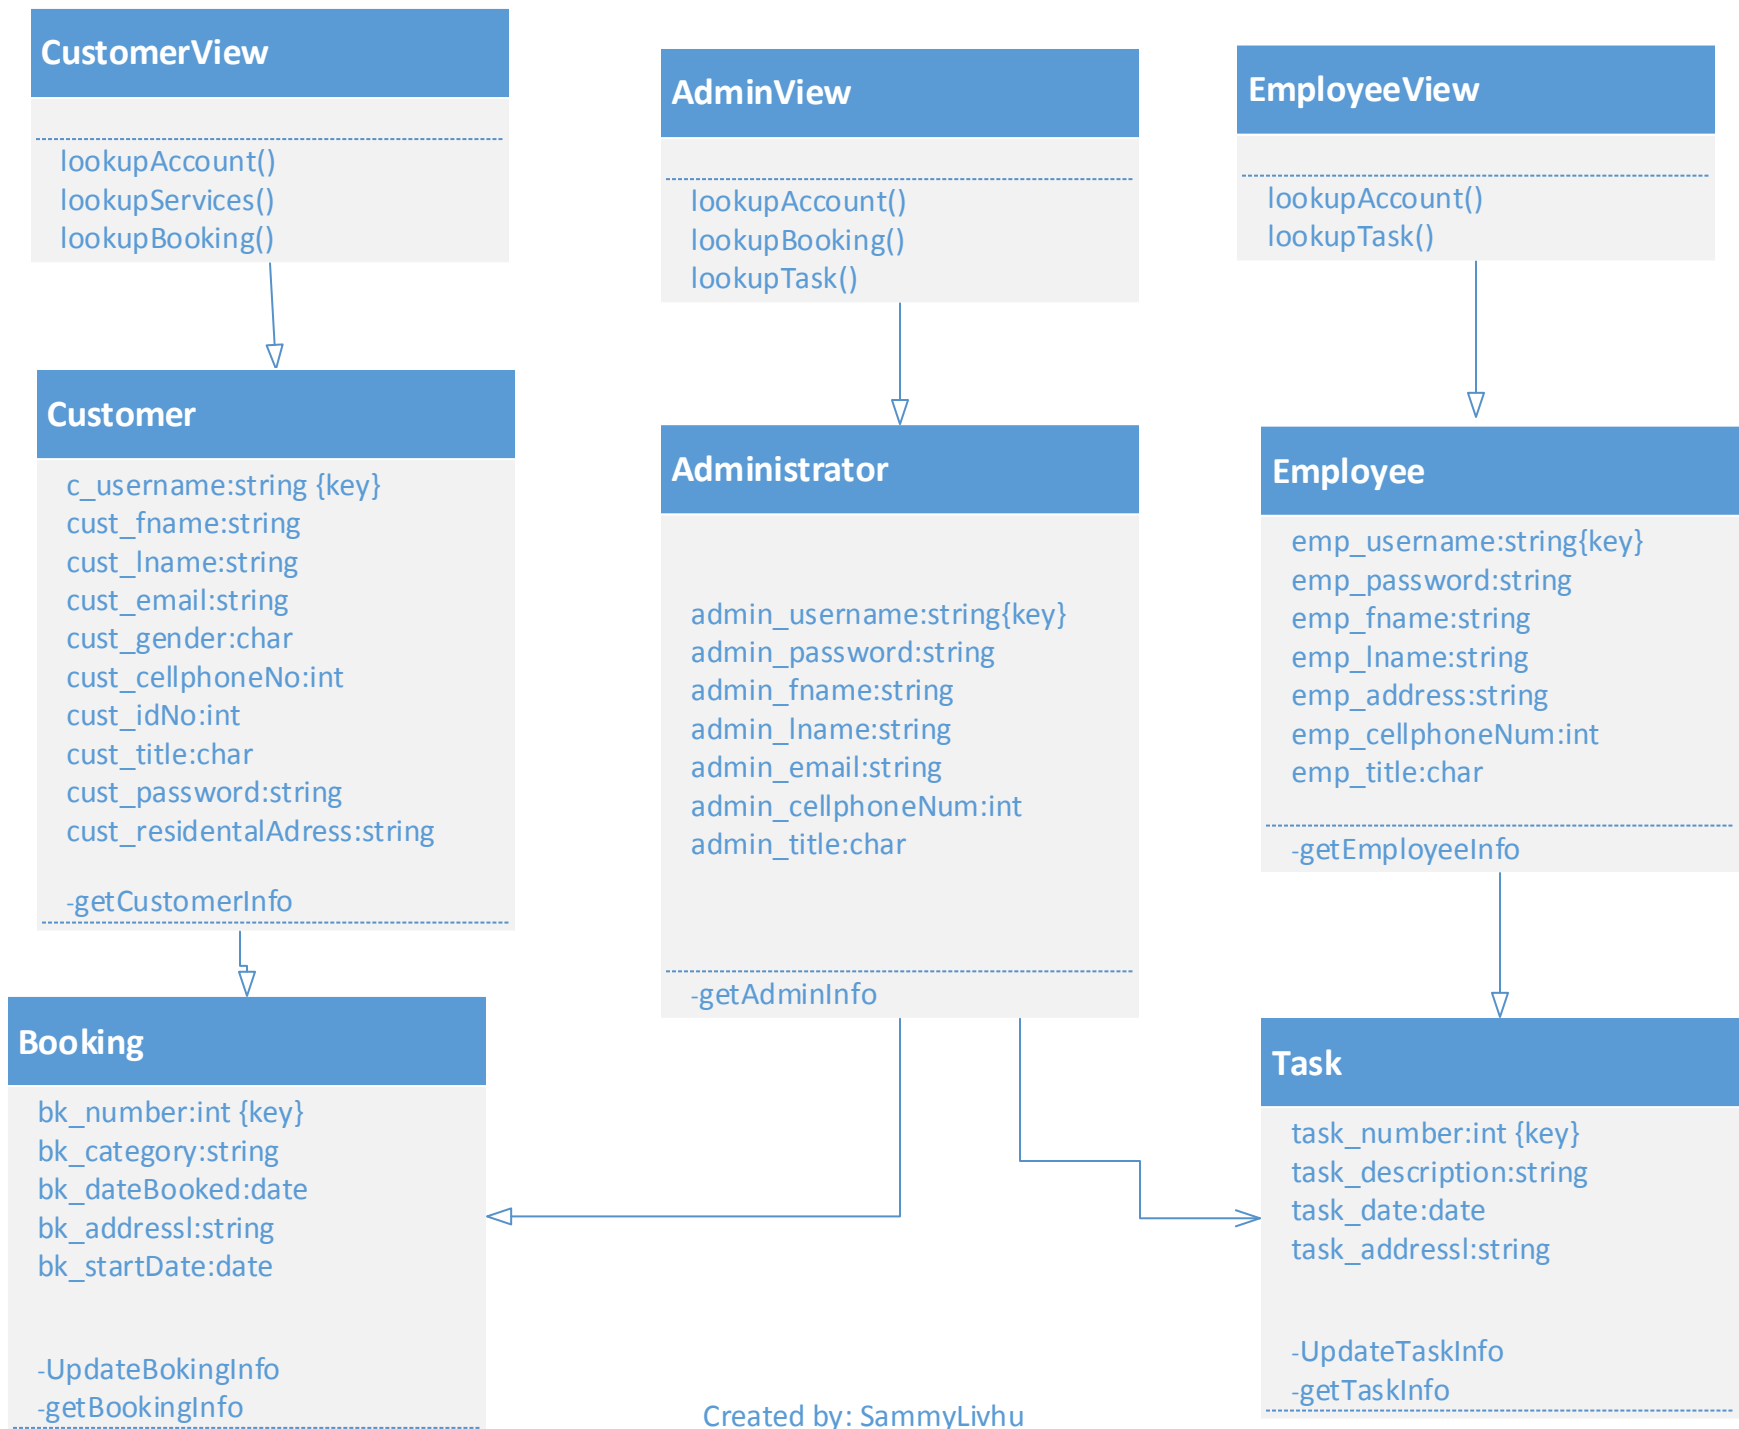 CustomerView
lookupAccount()
lookupServices()
lookupBooking()
AdminView
lookupAccount()
lookupBooking()
lookupTask()
EmployeeView
lookupAccount()
lookupTask()
Customer
c_username:string {key}
cust_fname:string
cust_lname:string
cust_email:string
cust_gender:char
cust_cellphoneNo:int
cust_idNo:int
cust_title:char
cust_password:string
cust_residentalAdress:string
-getCustomerInfo
Administrator
admin_username:string{key}
admin_password:string
admin_fname:string
admin_lname:string
admin_email:string
admin_cellphoneNum:int
admin_title:char
-getAdminInfo
Employee
emp_username:string{key}
emp_password:string
emp_fname:string
emp_lname:string
emp_address:string
emp_cellphoneNum:int
emp_title:char
-getEmployeeInfo
Booking
bk_number:int {key}
bk_category:string
bk_dateBooked:date
bk_addressl:string
bk_startDate:date
-UpdateBokingInfo
-getBookingInfo
Task
task_number:int {key}
task_description:string
task_date:date
task_addressl:string
-UpdateTaskInfo
-getTaskInfo
Created by: SammyLivhu